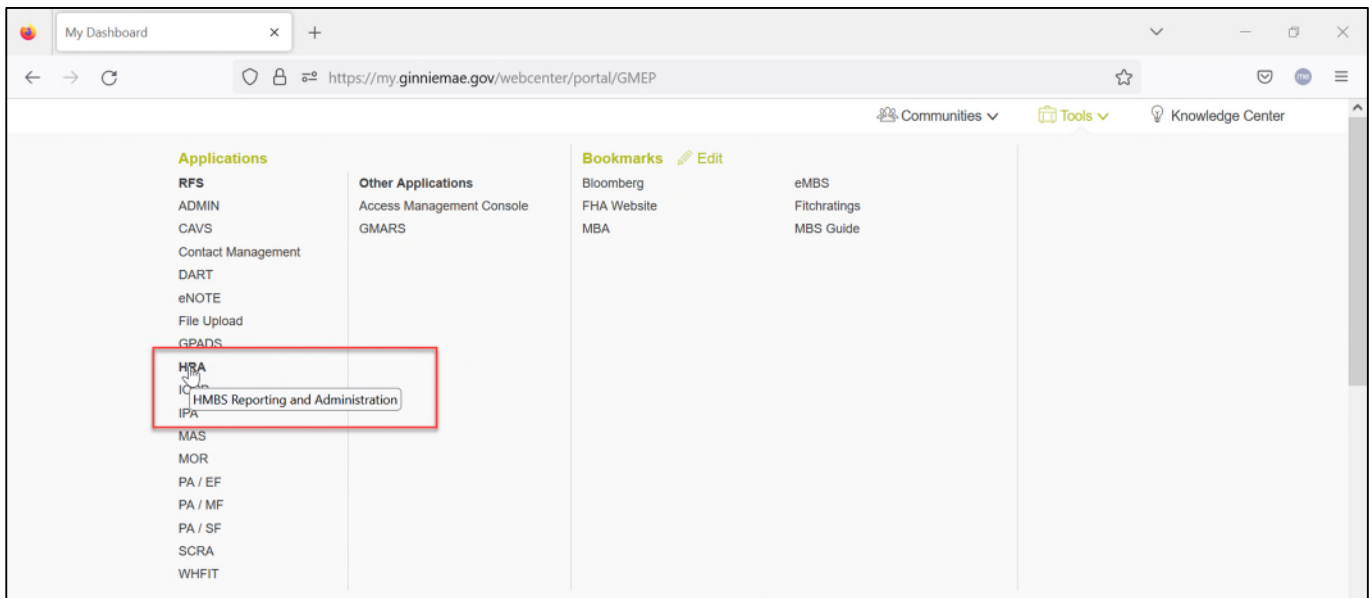 My Dashboard
https://my.ginniemae.gov/webcenter/portal/GMEP
me
Communities
Tools
Knowledge Center
Applications
RFS
ADMIN
CAVS
Contact Management
DART
eNOTE
File Upload
GPADS
HRA
HMBS Reporting and Administration
IPA
MAS
MOR
PA / EF
PA / MF
PA / SF
SCRA
WHFIT
Other Applications
Access Management Console
GMARS
Bookmarks Edit
Bloomberg
FHA Website
MBA
eMBS
Fitchratings
MBS Guide